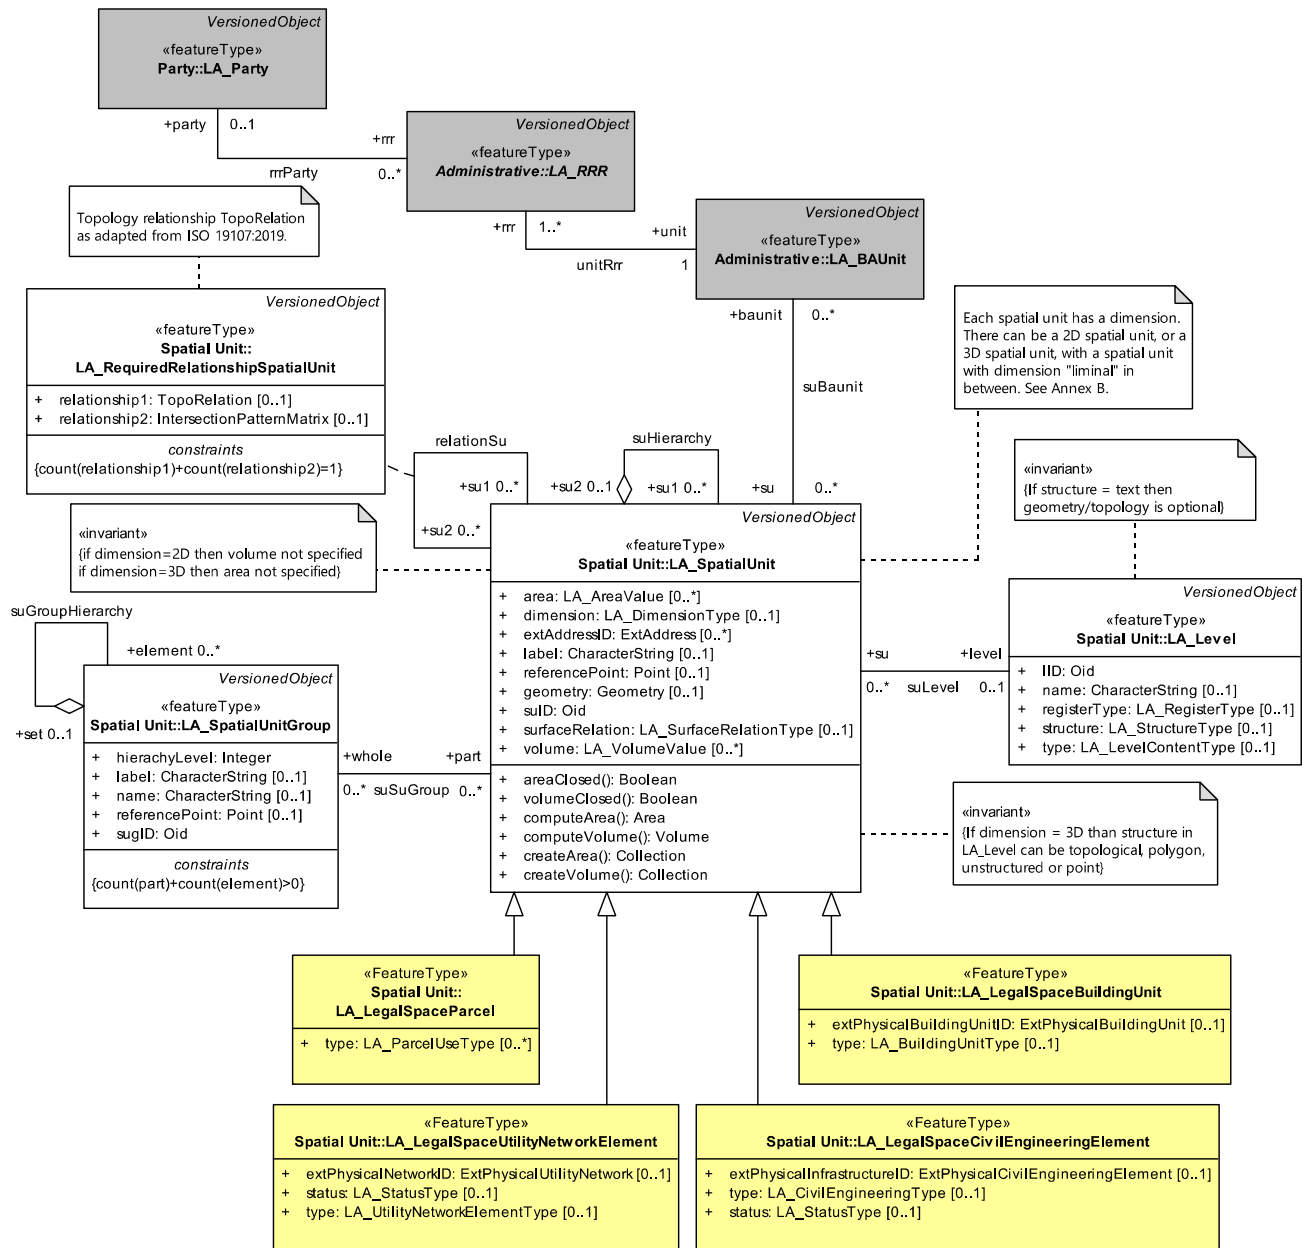 VersionedObject
«featureType»
Party::LA_Party
+party
0..1
rrrParty
+rrr
0..*
VersionedObject
«featureType»
Administrative::LA_RRR
+rrr
1..*
unitRrr
+unit
1
VersionedObject
«featureType»
Administrative::LA_BAUnit
+baunit
0..*
suBaunit
+su
0..*
Topology relationship TopoRelation
as adapted from ISO 19107:2019.
VersionedObject
«featureType»
Spatial Unit::
LA_RequiredRelationshipSpatialUnit
+ relationship1: TopoRelation [0..1]
+ relationship2: IntersectionPatternMatrix [0..1]
constraints
{count(relationship1)+count(relationship2)=1}
Each spatial unit has a dimension.
There can be a 2D spatial unit, or a
3D spatial unit, with a spatial unit
with dimension "liminal" in
between. See Annex B.
relationSu
+su1 0..*
+su2 0..*
suHierarchy
+su2 0..1
+su1 0..*
«invariant»
{If structure = text then
geometry/topology is optional}
«invariant»
{if dimension=2D then volume not specified
if dimension=3D then area not specified}
VersionedObject
«featureType»
Spatial Unit::LA_SpatialUnit
+ area: LA_AreaValue [0..*]
+ dimension: LA_DimensionType [0..1]
+ extAddressID: ExtAddress [0..*]
+ label: CharacterString [0..1]
+ referencePoint: Point [0..1]
+ geometry: Geometry [0..1]
+ suID: Oid
+ surfaceRelation: LA_SurfaceRelationType [0..1]
+ volume: LA_VolumeValue [0..*]
+ areaClosed(): Boolean
+ volumeClosed(): Boolean
+ computeArea(): Area
+ computeVolume(): Volume
+ createArea(): Collection
+ createVolume(): Collection
+su
0..*
suLevel
+level
0..1
VersionedObject
«featureType»
Spatial Unit::LA_Level
+ lID: Oid
+ name: CharacterString [0..1]
+ registerType: LA_RegisterType [0..1]
+ structure: LA_StructureType [0..1]
+ type: LA_LevelContentType [0..1]
suGroupHierarchy
+element 0..*
+set 0..1
VersionedObject
«featureType»
Spatial Unit::LA_SpatialUnitGroup
+ hierachyLevel: Integer
+ label: CharacterString [0..1]
+ name: CharacterString [0..1]
+ referencePoint: Point [0..1]
+ sugID: Oid
constraints
{count(part)+count(element)>0}
+whole
0..*
suSuGroup
+part
0..*
«invariant»
{If dimension = 3D than structure in
LA_Level can be topological, polygon,
unstructured or point}
«FeatureType»
Spatial Unit::
LA_LegalSpaceParcel
+ type: LA_ParcelUseType [0..*]
«FeatureType»
Spatial Unit::LA_LegalSpaceBuildingUnit
+ extPhysicalBuildingUnitID: ExtPhysicalBuildingUnit [0..1]
+ type: LA_BuildingUnitType [0..1]
«FeatureType»
Spatial Unit::LA_LegalSpaceUtilityNetworkElement
+ extPhysicalNetworkID: ExtPhysicalUtilityNetwork [0..1]
+ status: LA_StatusType [0..1]
+ type: LA_UtilityNetworkElementType [0..1]
«FeatureType»
Spatial Unit::LA_LegalSpaceCivilEngineeringElement
+ extPhysicalInfrastructureID: ExtPhysicalCivilEngineeringElement [0..1]
+ type: LA_CivilEngineeringType [0..1]
+ status: LA_StatusType [0..1]